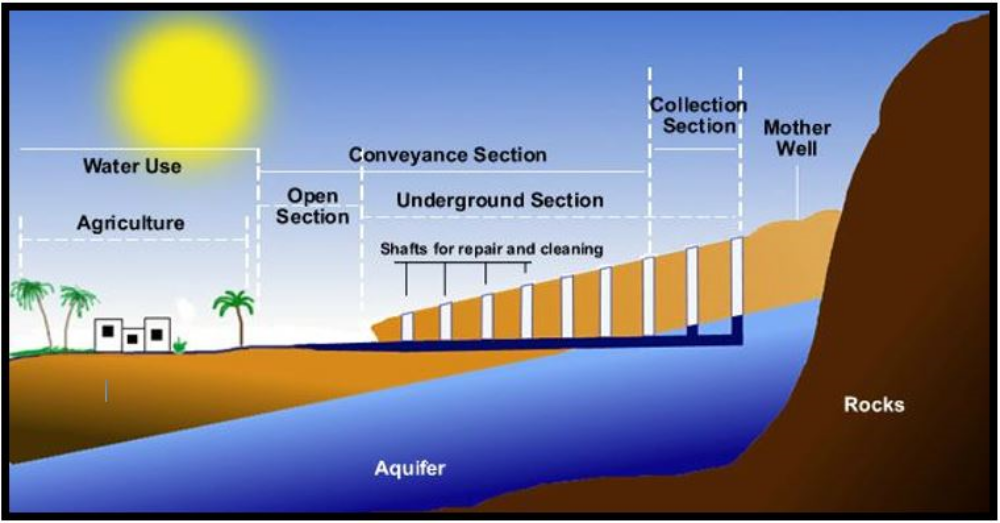 Collection
Section
Mother
Well
Water Use
Conveyance Section
Open
Section
Underground Section
Agriculture
Shafts for repair and cleaning
Rocks
Aquifer